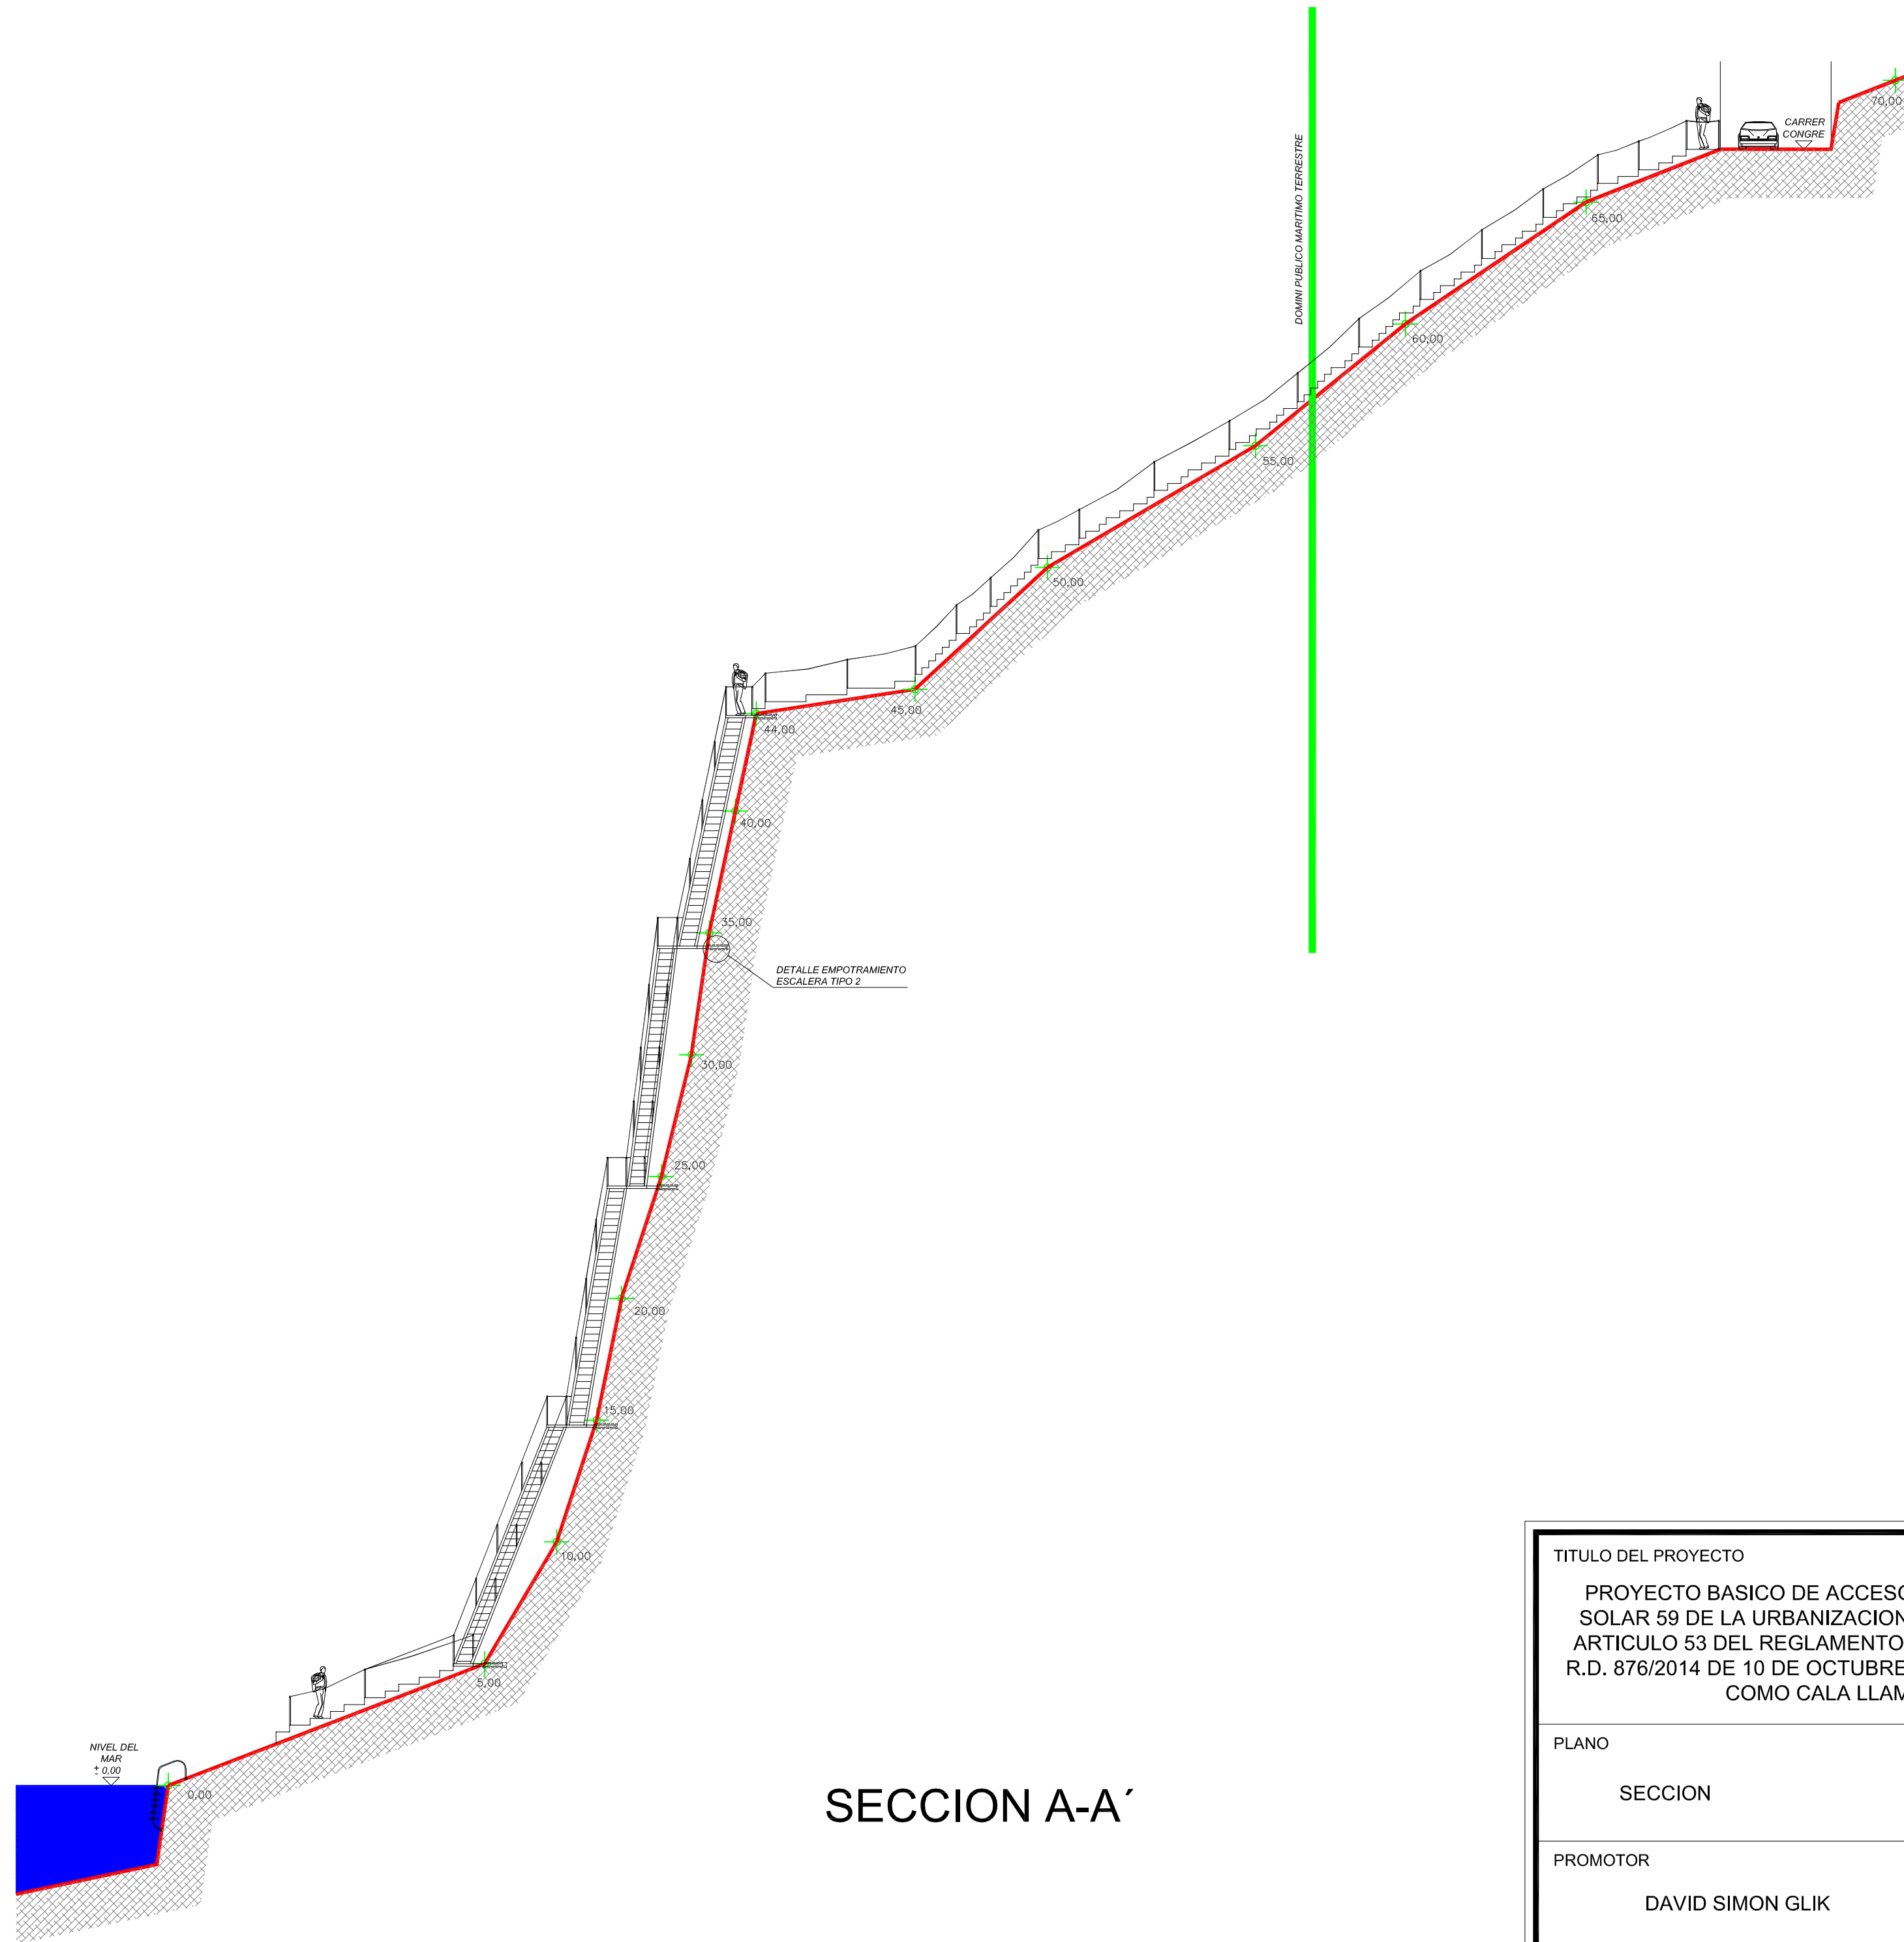 DOMINI PUBLICO MARITIMO TERRESTRE
CARRER
CONGRE
70,00
65,00
60,00
55,00
50,00
45,00
44,00
40,00
35,00
DETALLE EMPOTRAMIENTO
ESCALERA TIPO 2
30,00
25,00
20,00
15,00
10,00
5,00
NIVEL DEL
MAR
± 0,00
0,00
SECCION A-A´
TITULO DEL PROYECTO
PROYECTO BASICO DE ACCESO
SOLAR 59 DE LA URBANIZACION
ARTICULO 53 DEL REGLAMENTO
R.D. 876/2014 DE 10 DE OCTUBRE
COMO CALA LLAM
PLANO
SECCION
PROMOTOR
DAVID SIMON GLIK